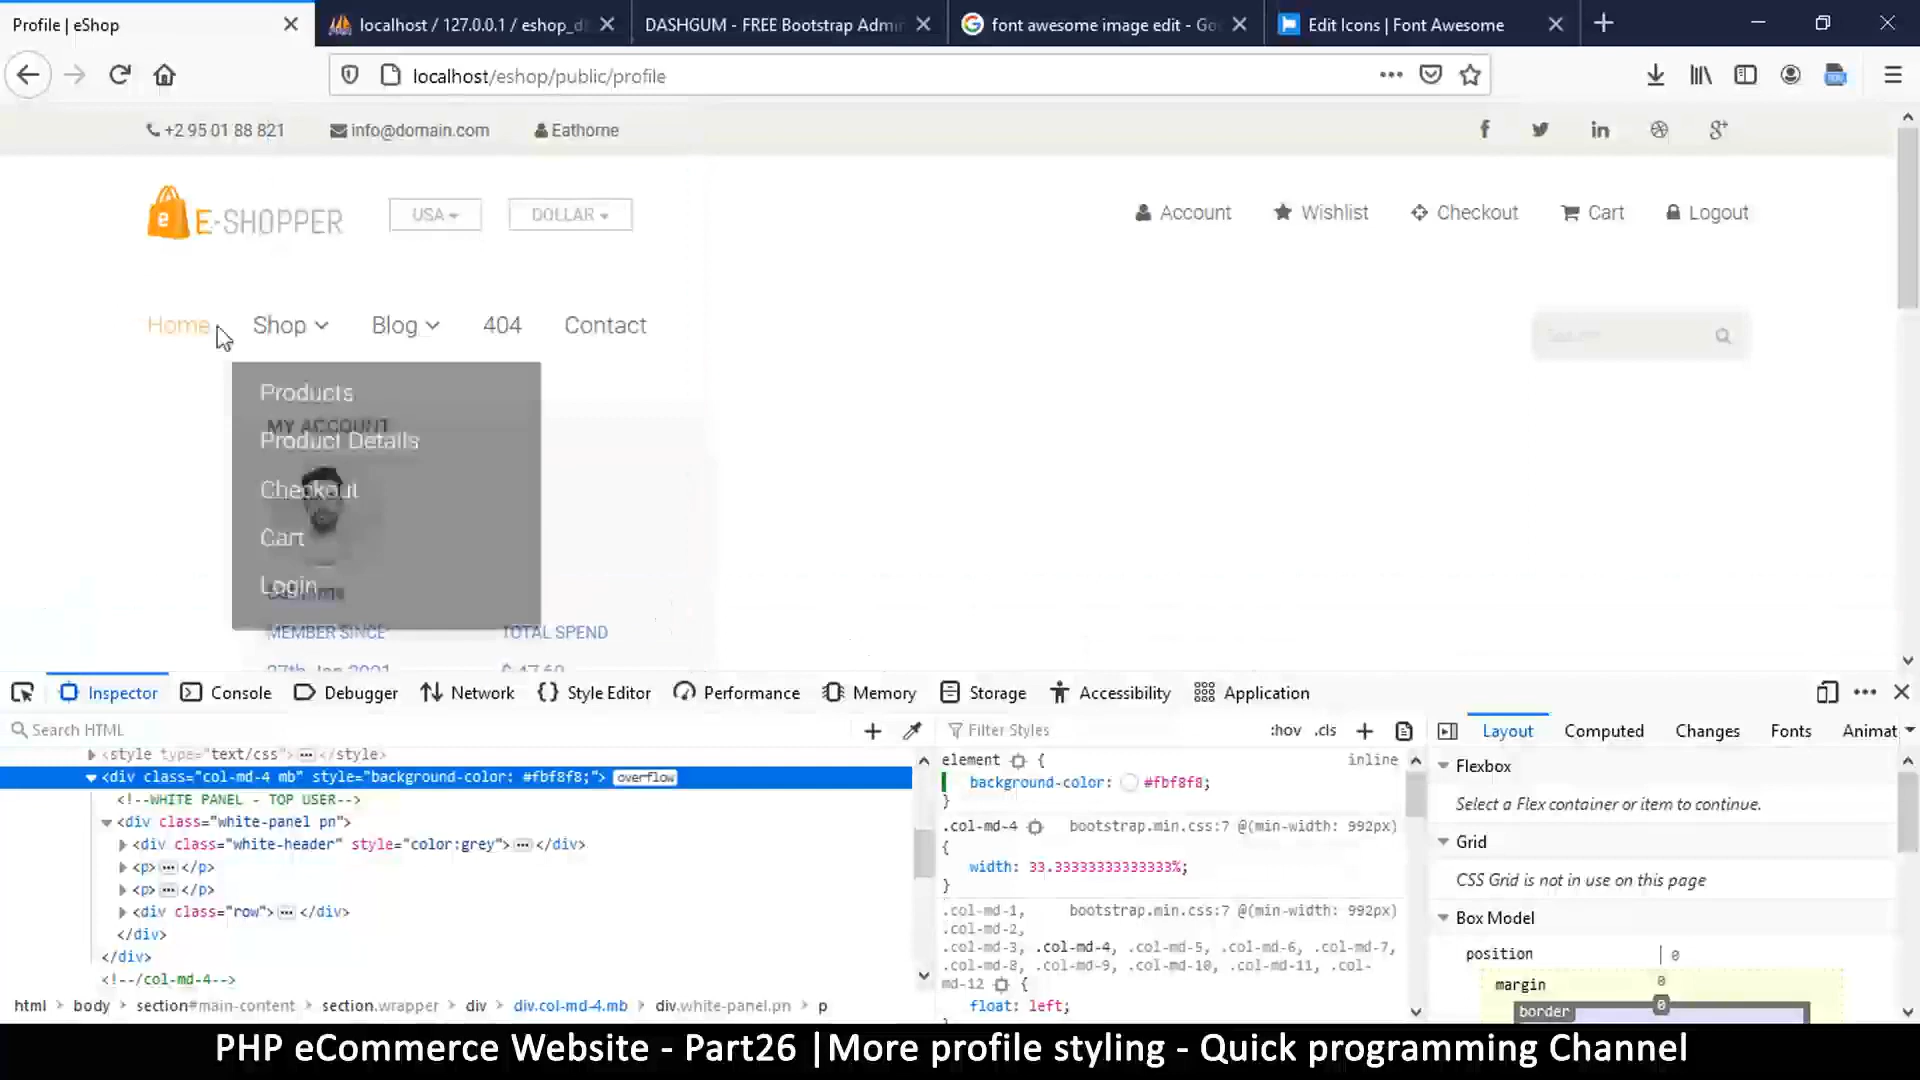 Profile | eShop
localhost / 127.0.0.1 / eshop_d
DASHGUM - FREE Bootstrap Admi
font awesome image edit - Go
Edit Icons | Font Awesome
localhost/eshop/public/profile
+2 95 01 88 821
info@domain.com
Eathorne
E-SHOPPER
USA
DOLLAR
Account
Wishlist
Checkout
Cart
Logout
Home
Shop
Blog
404
Contact
Products
MY ACCOUNT
Product Details
Checkout
Cart
Login
MEMBER SINCE
TOTAL SPEND
Inspector
Console
Debugger
Network
Style Editor
Performance
Memory
Storage
Accessibility
Application
Search HTML
Filter Styles
:hov .cls
Layout
Computed
Changes
Fonts
Animat
<style type="text/css"> </style>
<div class="col-md-4 mb" style="background-color: #fbf8f8;"> overflow
<!--WHITE PANEL - TOP USER-->
<div class="white-panel pn">
<div class="white-header" style="color:grey"> </div>
<p> </p>
<p> </p>
<div class="row"> </div>
</div>
</div>
<!--/col-md-4-->
html > body > section#main-content > section.wrapper > div > div.col-md-4.mb > div.white-panel.pn > p
element { inline
background-color: #fbf8f8;
}
.col-md-4 bootstrap.min.css:7 @(min-width: 992px)
{
width: 33.33333333333333%;
}
.col-md-1, bootstrap.min.css:7 @(min-width: 992px)
.col-md-2,
.col-md-3, .col-md-4, .col-md-5, .col-md-6, .col-md-7,
.col-md-8, .col-md-9, .col-md-10, .col-md-11, .col-
md-12 {
float: left;
Flexbox
Select a Flex container or item to continue.
Grid
CSS Grid is not in use on this page
Box Model
position 0
margin 0
border 0
PHP eCommerce Website - Part26 |More profile styling - Quick programming Channel